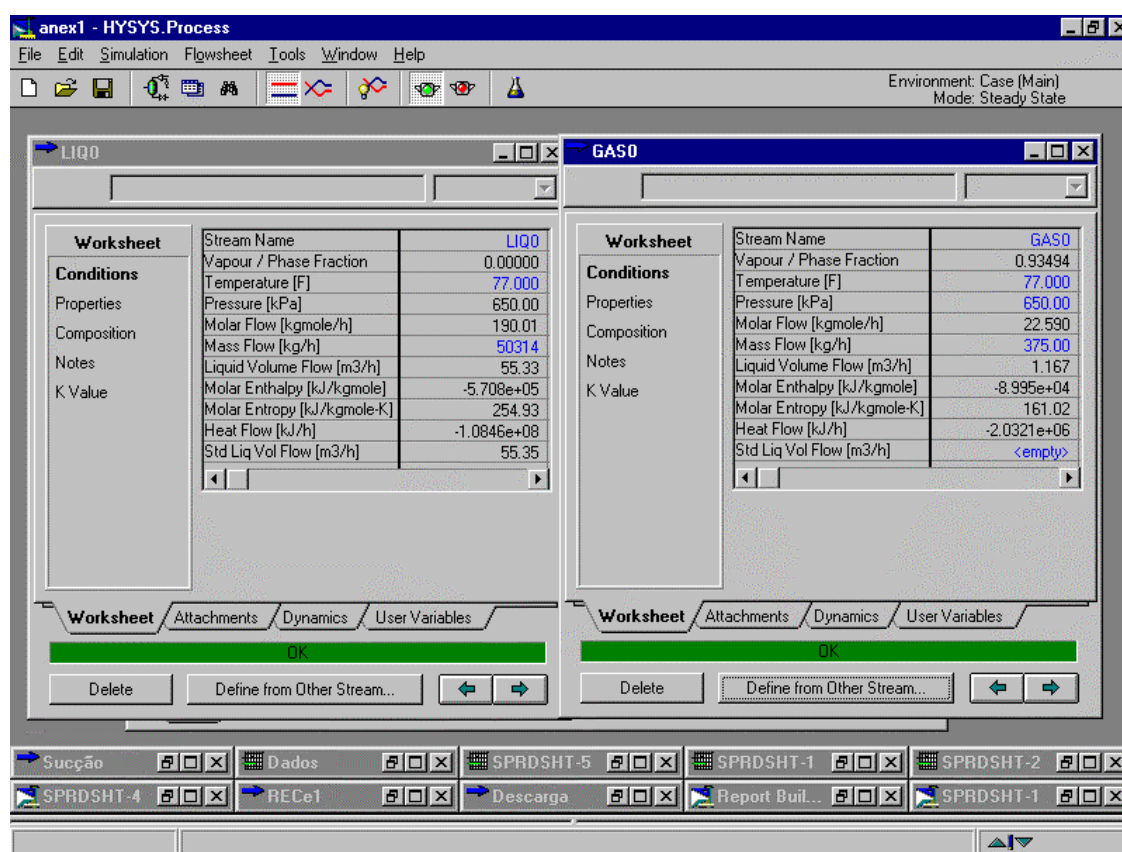 anex1 - HYSYS.Process
File Edit Simulation Flowsheet Tools Window Help
Environment: Case (Main)
Mode: Steady State
LIQ0
Worksheet
Conditions
Properties
Composition
Notes
K Value
Stream Name LIQ0
Vapour / Phase Fraction 0.00000
Temperature [F] 77.000
Pressure [kPa] 650.00
Molar Flow [kgmole/h] 190.01
Mass Flow [kg/h] 50314
Liquid Volume Flow [m3/h] 55.33
Molar Enthalpy [kJ/kgmole] -5.708e+05
Molar Entropy [kJ/kgmole-K] 254.93
Heat Flow [kJ/h] -1.0846e+08
Std Liq Vol Flow [m3/h] 55.35
Worksheet Attachments Dynamics User Variables
OK
Delete Define from Other Stream...
GAS0
Worksheet
Conditions
Properties
Composition
Notes
K Value
Stream Name GAS0
Vapour / Phase Fraction 0.93494
Temperature [F] 77.000
Pressure [kPa] 650.00
Molar Flow [kgmole/h] 22.590
Mass Flow [kg/h] 375.00
Liquid Volume Flow [m3/h] 1.167
Molar Enthalpy [kJ/kgmole] -8.995e+04
Molar Entropy [kJ/kgmole-K] 161.02
Heat Flow [kJ/h] -2.0321e+06
Std Liq Vol Flow [m3/h] <empty>
Worksheet Attachments Dynamics User Variables
OK
Delete Define from Other Stream...
Sucção Dados SPRDSHT-5 SPRDSHT-1 SPRDSHT-2
SPRDSHT-4 RECe1 Descarga Report Buil... SPRDSHT-1